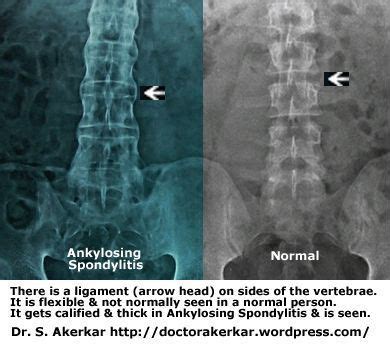 Ankylosing
Spondylitis
Normal
There is a ligament (arrow head) on sides of the vertebrae.
It is flexible & not normally seen in a normal person.
It gets calified & thick in Ankylosing Spondylitis & is seen.
Dr. S. Akerkar http://doctorakerkar.wordpress.com/